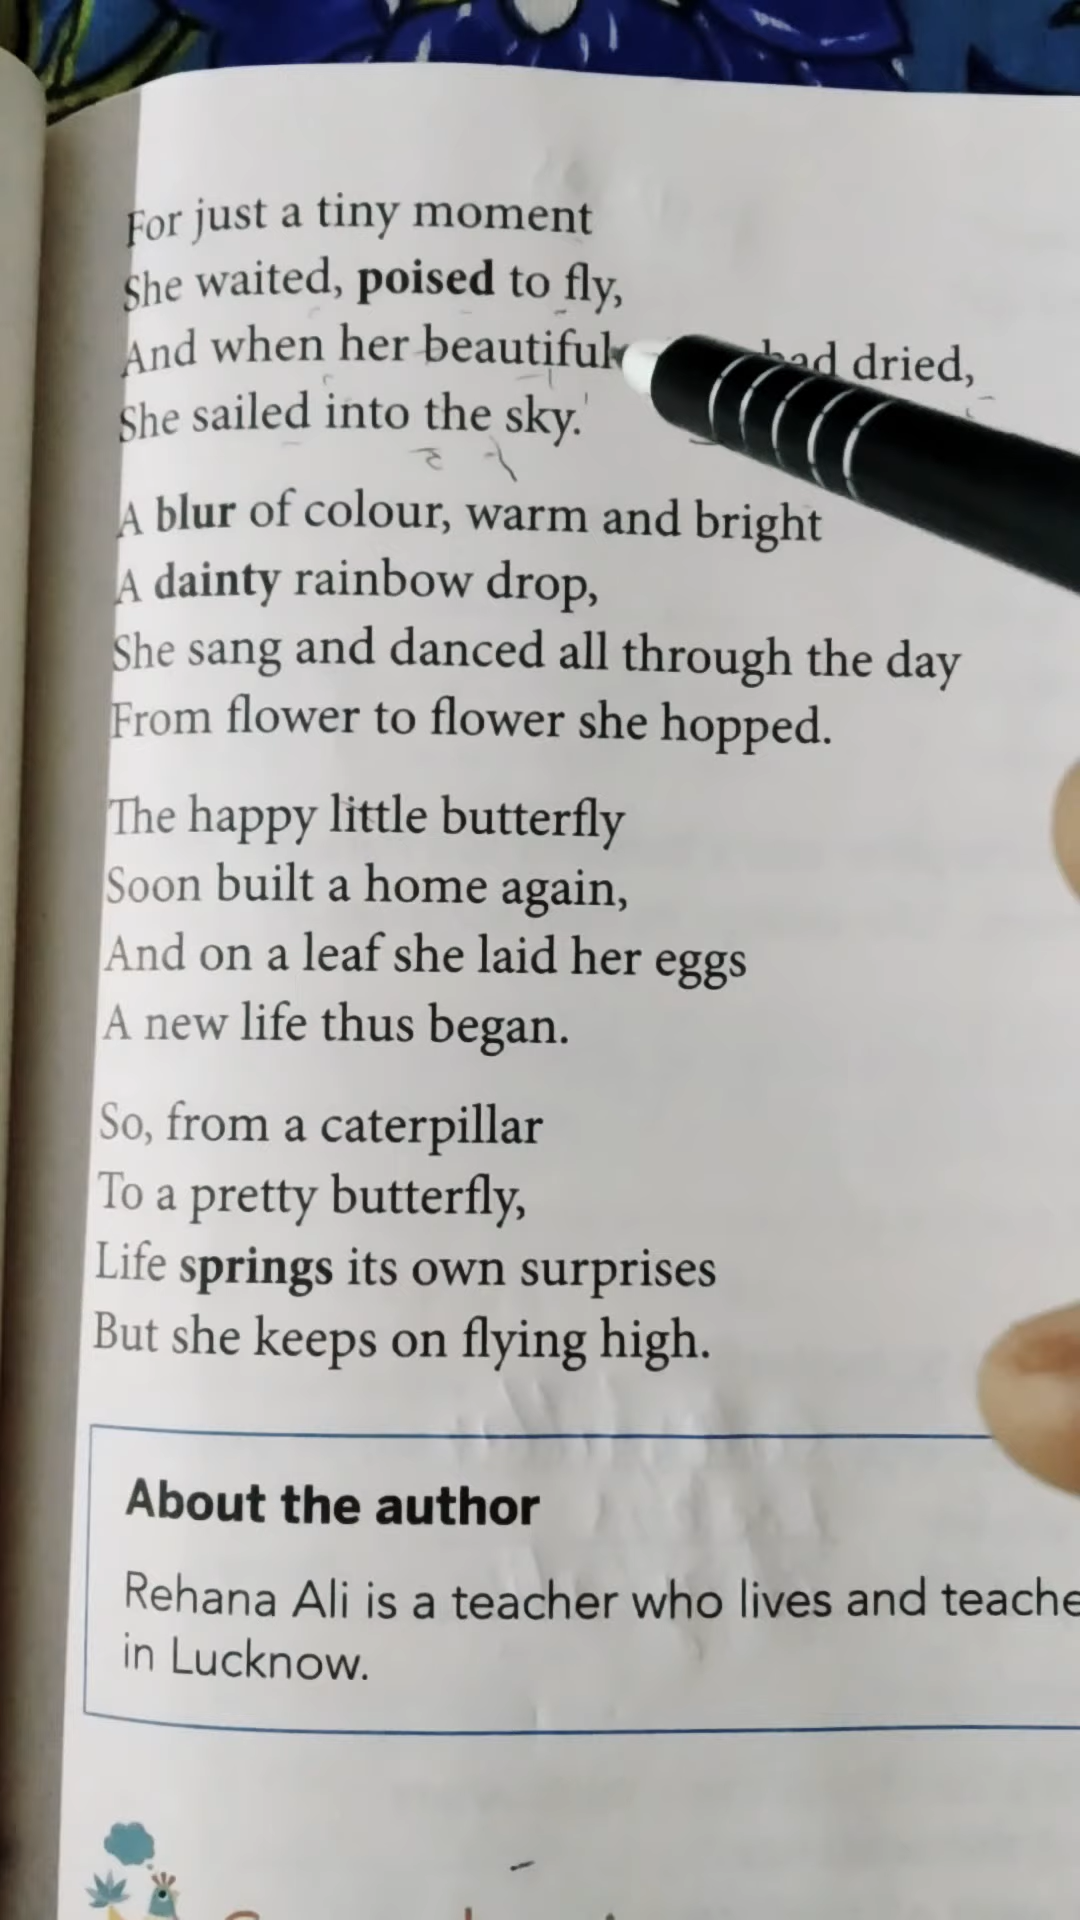 For just a tiny moment
She waited, poised to fly,
And when her beautiful had dried,
She sailed into the sky.
A blur of colour, warm and bright
A dainty rainbow drop,
She sang and danced all through the day
From flower to flower she hopped.
The happy little butterfly
Soon built a home again,
And on a leaf she laid her eggs
A new life thus began.
So, from a caterpillar
To a pretty butterfly,
Life springs its own surprises
But she keeps on flying high.
About the author
Rehana Ali is a teacher who lives and teache
in Lucknow.